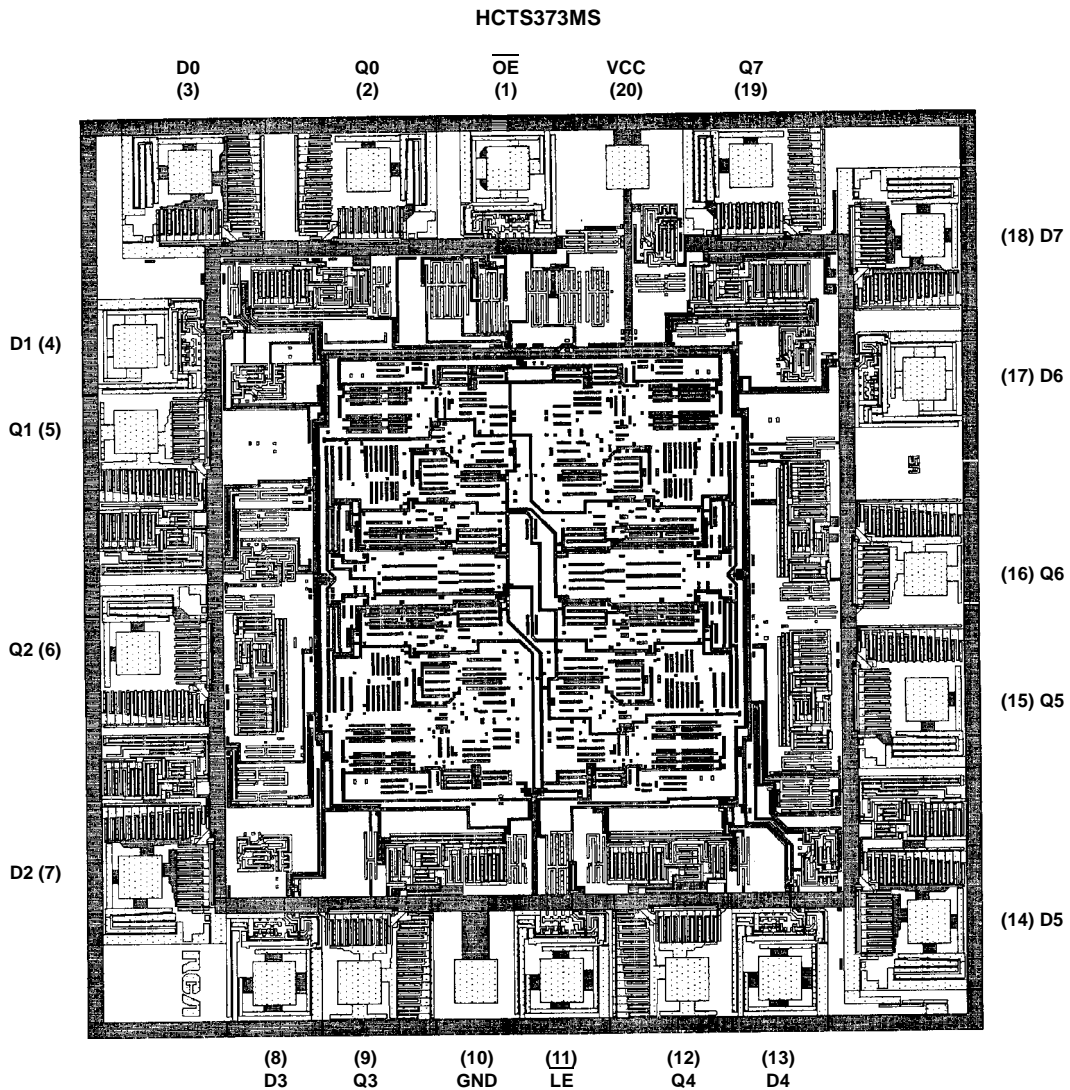 HCTS373MS
D0 Q0 OE VCC Q7
(3) (2) (1) (20) (19)
(18) D7
D1 (4)
(17) D6
Q1 (5)
(16) Q6
Q2 (6)
(15) Q5
D2 (7)
(14) D5
RCA
(8) (9) (10) (11) (12) (13)
D3 Q3 GND LE Q4 D4